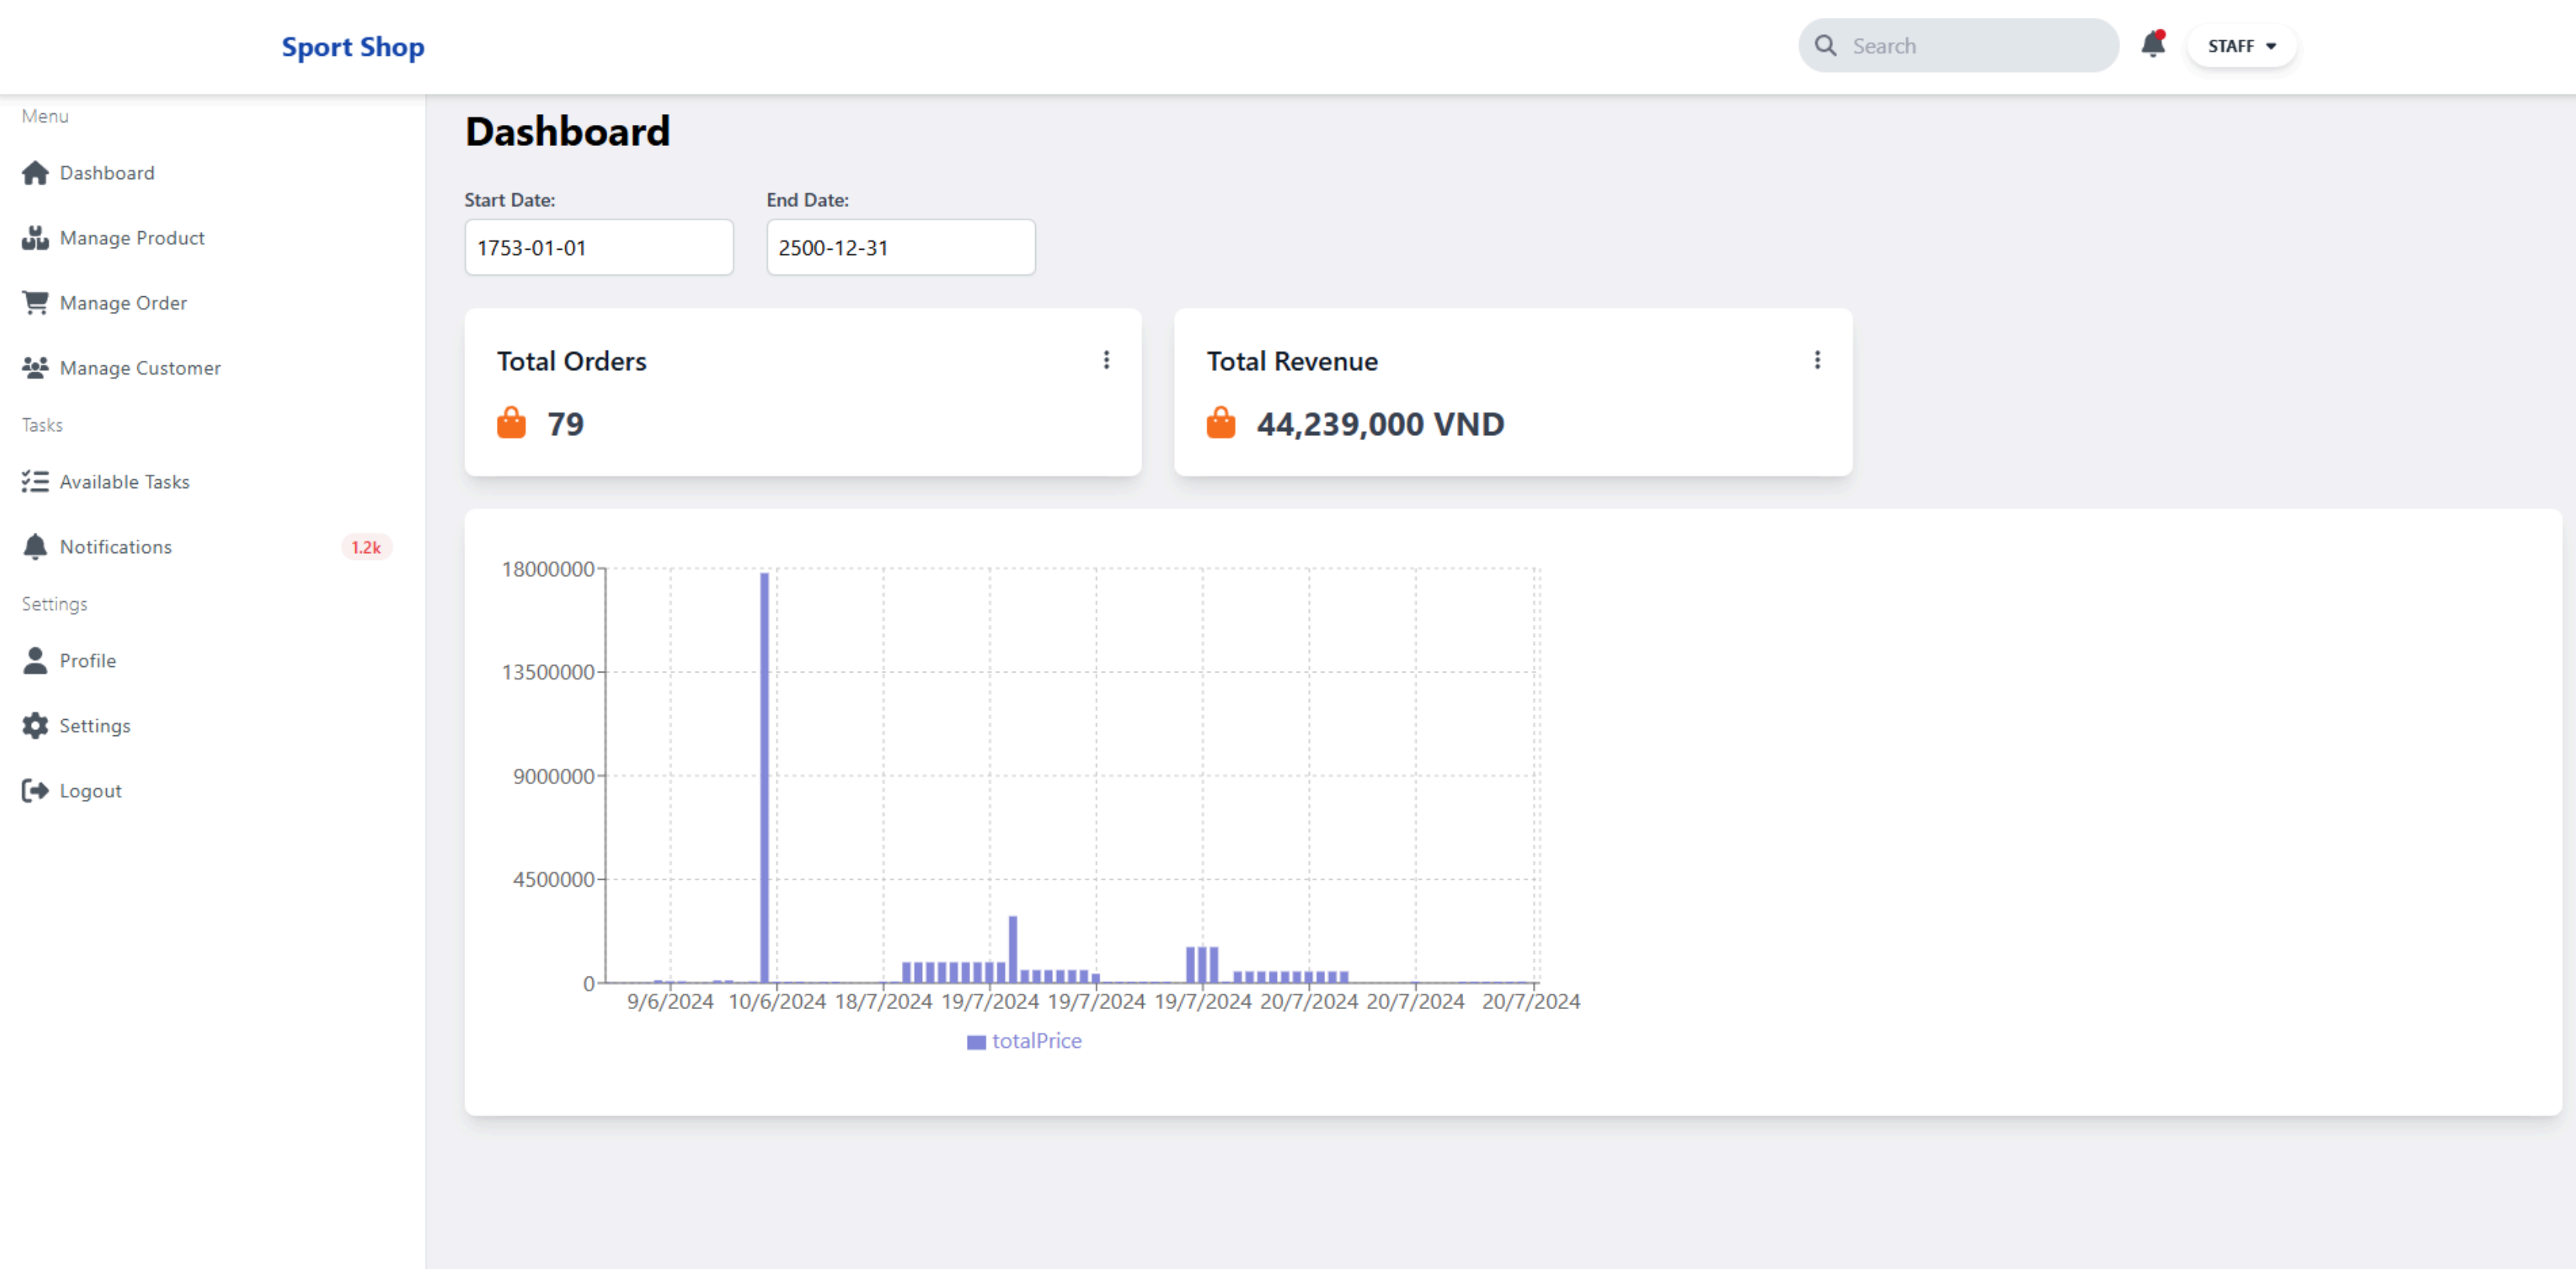 Sport Shop
Search
STAFF
Menu
Dashboard
Manage Product
Manage Order
Manage Customer
Tasks
Available Tasks
Notifications 1.2k
Settings
Profile
Settings
Logout
Dashboard
Start Date: End Date:
1753-01-01 2500-12-31
Total Orders
79
Total Revenue
44,239,000 VND
18000000
13500000
9000000
4500000
0
9/6/2024 10/6/2024 18/7/2024 19/7/2024 19/7/2024 19/7/2024 20/7/2024 20/7/2024 20/7/2024
totalPrice